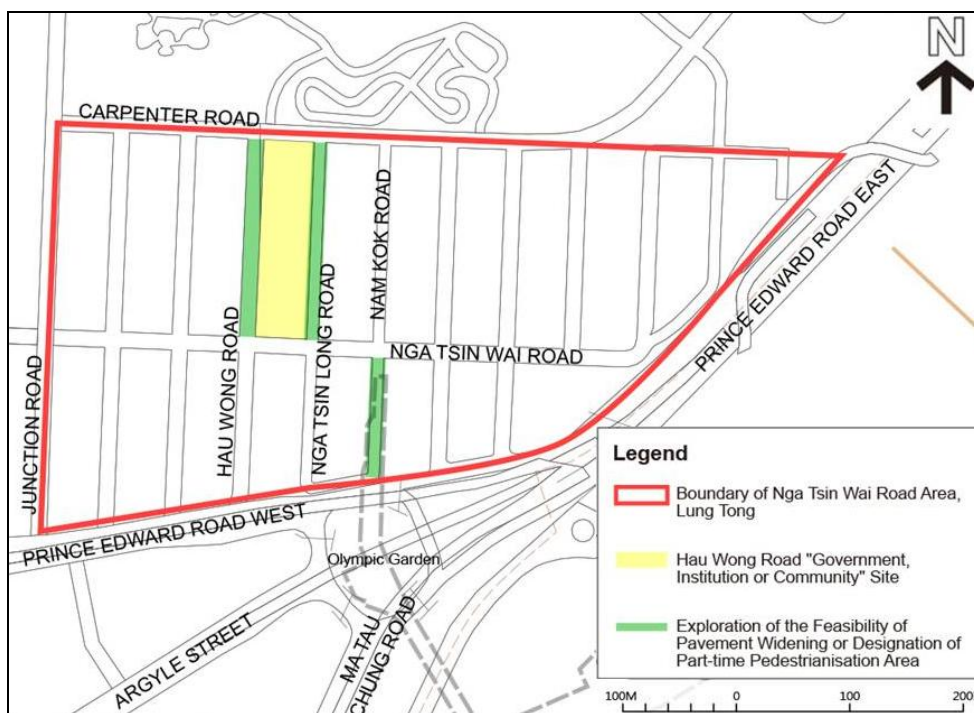 N
CARPENTER ROAD
NAM KOK ROAD
PRINCE EDWARD ROAD EAST
HAU WONG ROAD
NGA TSIN LONG ROAD
NGA TSIN WAI ROAD
JUNCTION ROAD
PRINCE EDWARD ROAD WEST
Olympic Garden
ARGYLE STREET
MA TAU
CHUNG ROAD
Legend
Boundary of Nga Tsin Wai Road Area,
Lung Tong
Hau Wong Road "Government,
Institution or Community" Site
Exploration of the Feasibility of
Pavement Widening or Designation of
Part-time Pedestrianisation Area
100M 0 100 200